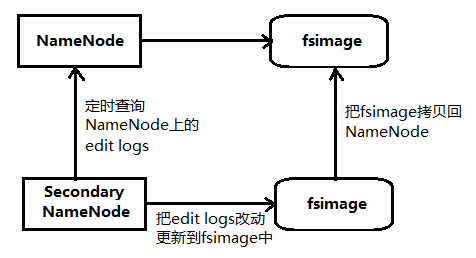 NameNode
fsimage
定时查询
NameNode上的
edit logs
把fsimage拷贝回
NameNode
Secondary
NameNode
把edit logs改动
更新到fsimage中
fsimage